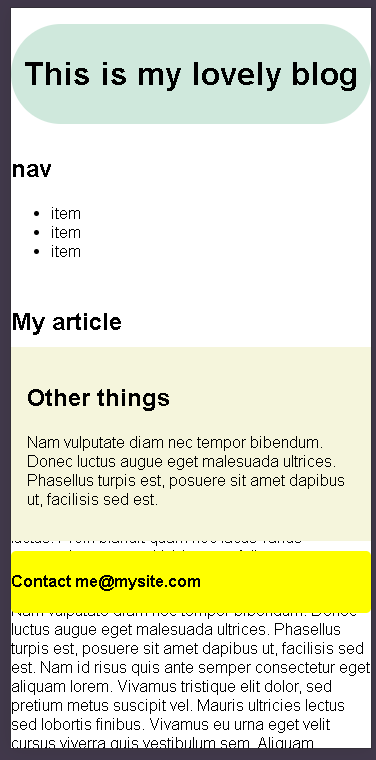 This is my lovely blog
nav
item
item
item
My article
Other things
Nam vulputate diam nec tempor bibendum.
Donec luctus augue eget malesuada ultrices.
Phasellus turpis est, posuere sit amet dapibus
ut, facilisis sed est.
Contact me@mysite.com
Nam vulputate diam nec tempor bibendum. Donec
luctus augue eget malesuada ultrices. Phasellus
turpis est, posuere sit amet dapibus ut, facilisis sed
est. Nam id risus quis ante semper consectetur eget
aliquam lorem. Vivamus tristique elit dolor, sed
pretium metus suscipit vel. Mauris ultricies lectus
sed lobortis finibus. Vivamus eu urna eget velit
cursus viverra quis vestibulum sem. Aliquam